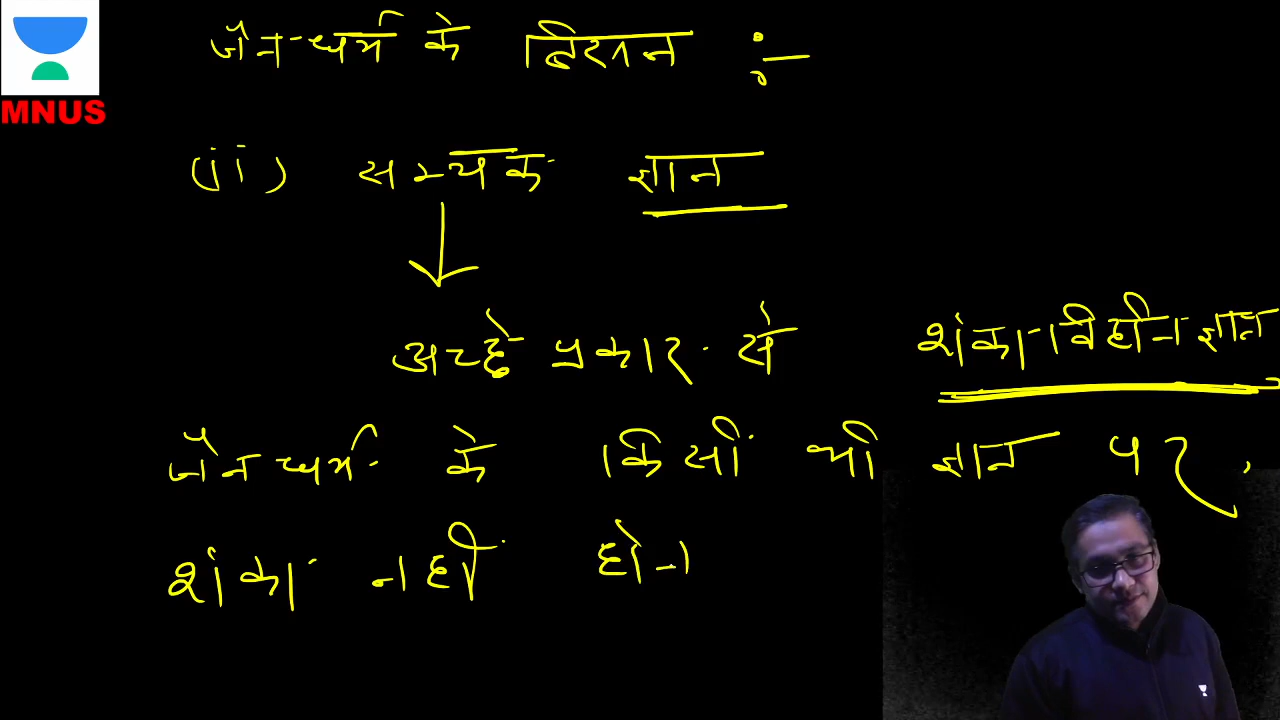 MNUS
जैन धर्म के त्रिरत्न :-
(ii) सम्यक ज्ञान
अच्छे प्रकार से
शंका विहीन ज्ञान
जैन धर्म के किसी भी ज्ञान पर
शंका नहीं होना